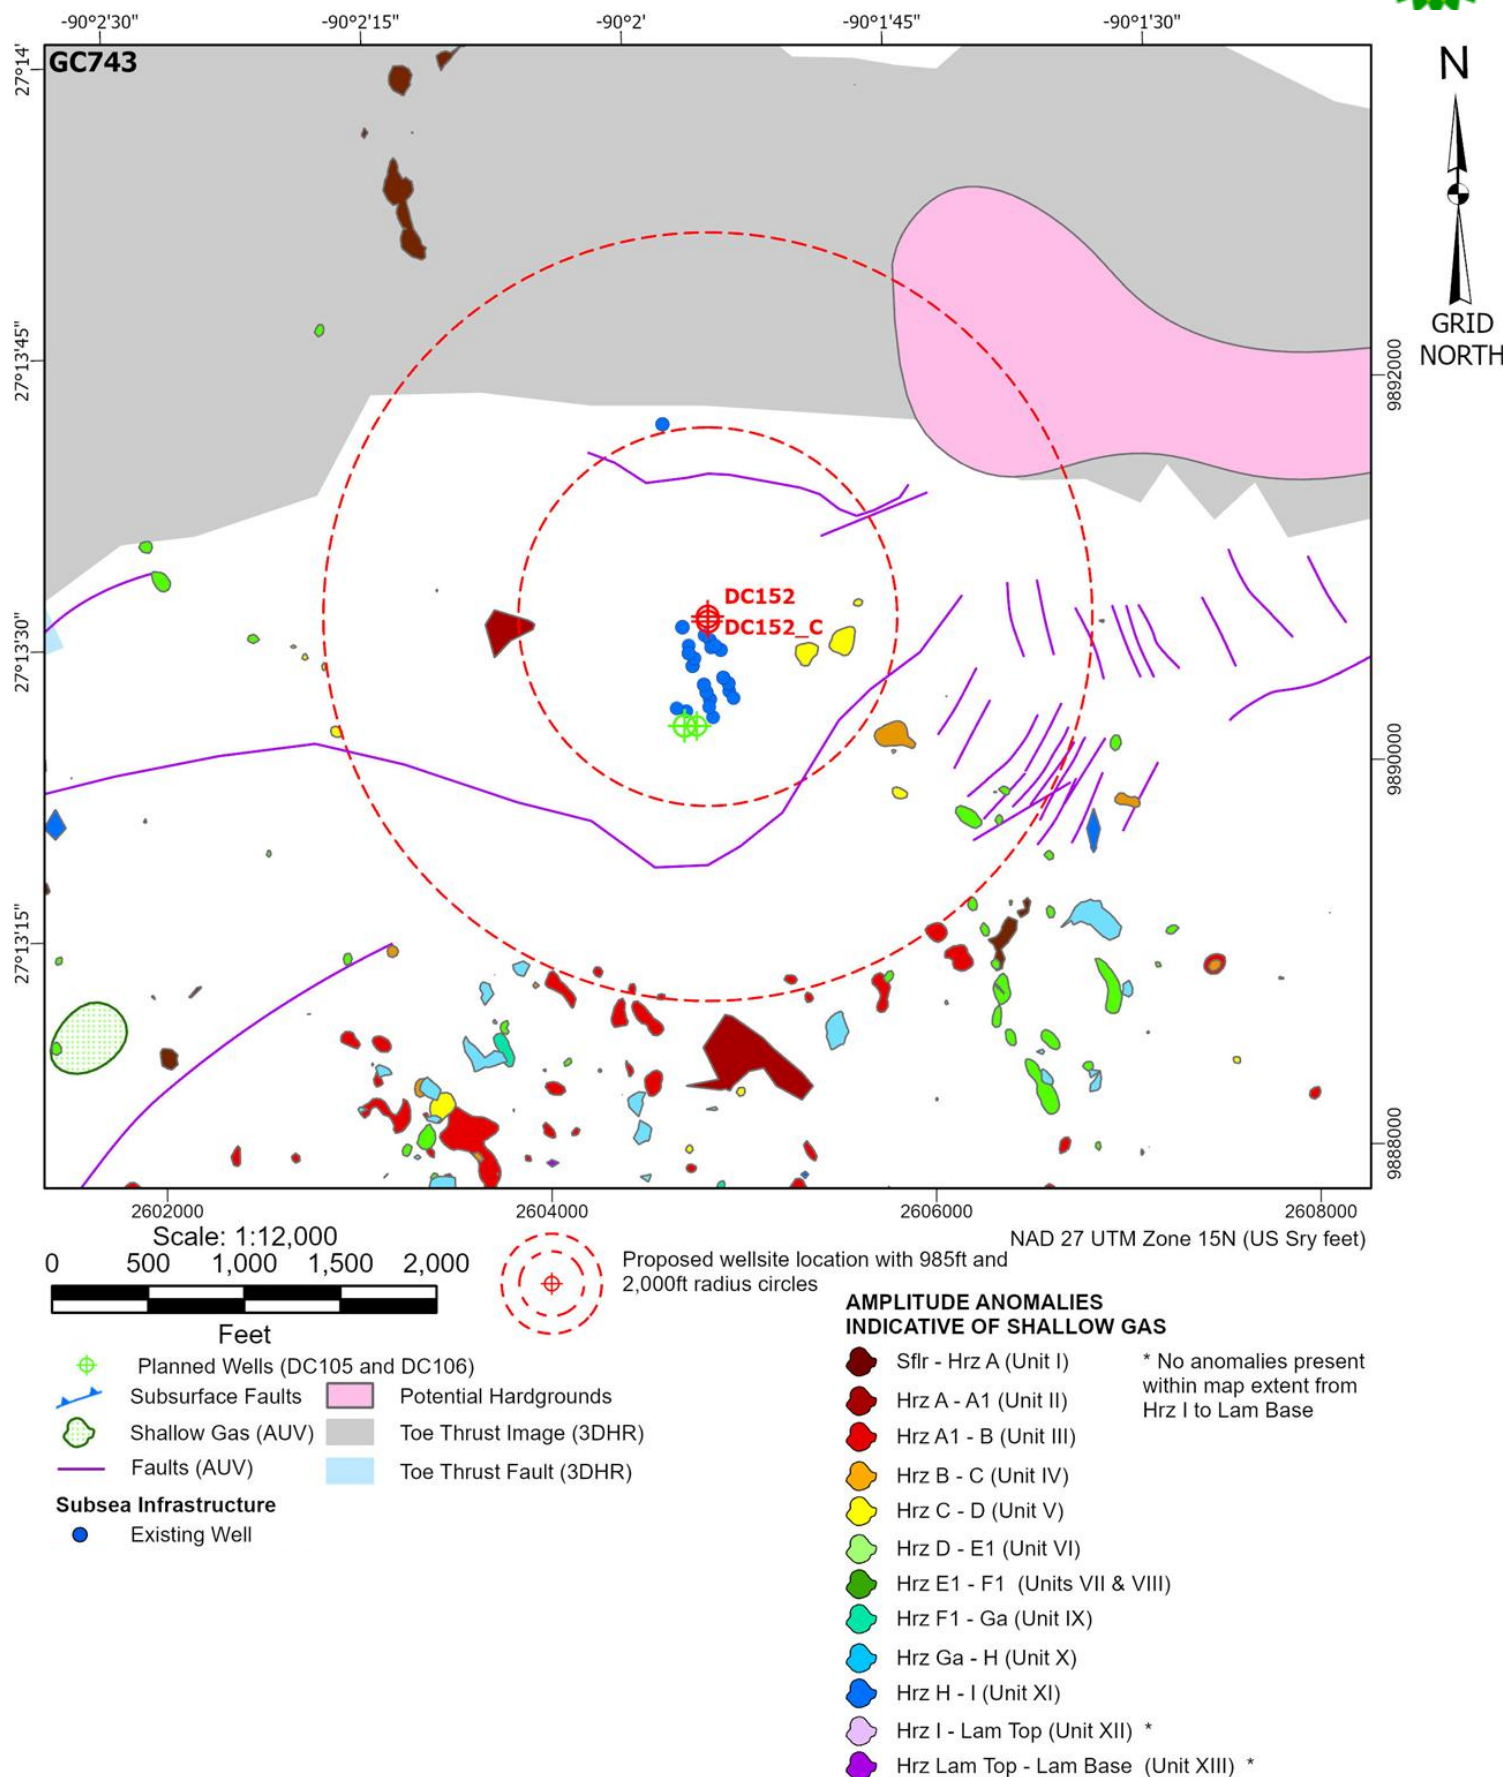 -90°2'30"
-90°2'15"
-90°2'
-90°1'45"
-90°1'30"
27°14'
GC743
N
GRID
NORTH
27°13'45"
9892000
DC152
DC152_C
27°13'30"
9890000
27°13'15"
9888000
2602000
2604000
2606000
2608000
Scale: 1:12,000
NAD 27 UTM Zone 15N (US Sry feet)
0
500
1,000
1,500
2,000
Feet
Proposed wellsite location with 985ft and
2,000ft radius circles
Planned Wells (DC105 and DC106)
Subsurface Faults
Potential Hardgrounds
Shallow Gas (AUV)
Toe Thrust Image (3DHR)
Faults (AUV)
Toe Thrust Fault (3DHR)
Subsea Infrastructure
Existing Well
AMPLITUDE ANOMALIES
INDICATIVE OF SHALLOW GAS
Sflr - Hrz A (Unit I)
Hrz A - A1 (Unit II)
Hrz A1 - B (Unit III)
Hrz B - C (Unit IV)
Hrz C - D (Unit V)
Hrz D - E1 (Unit VI)
Hrz E1 - F1 (Units VII & VIII)
Hrz F1 - Ga (Unit IX)
Hrz Ga - H (Unit X)
Hrz H - I (Unit XI)
Hrz I - Lam Top (Unit XII) *
Hrz Lam Top - Lam Base (Unit XIII) *
* No anomalies present
within map extent from
Hrz I to Lam Base